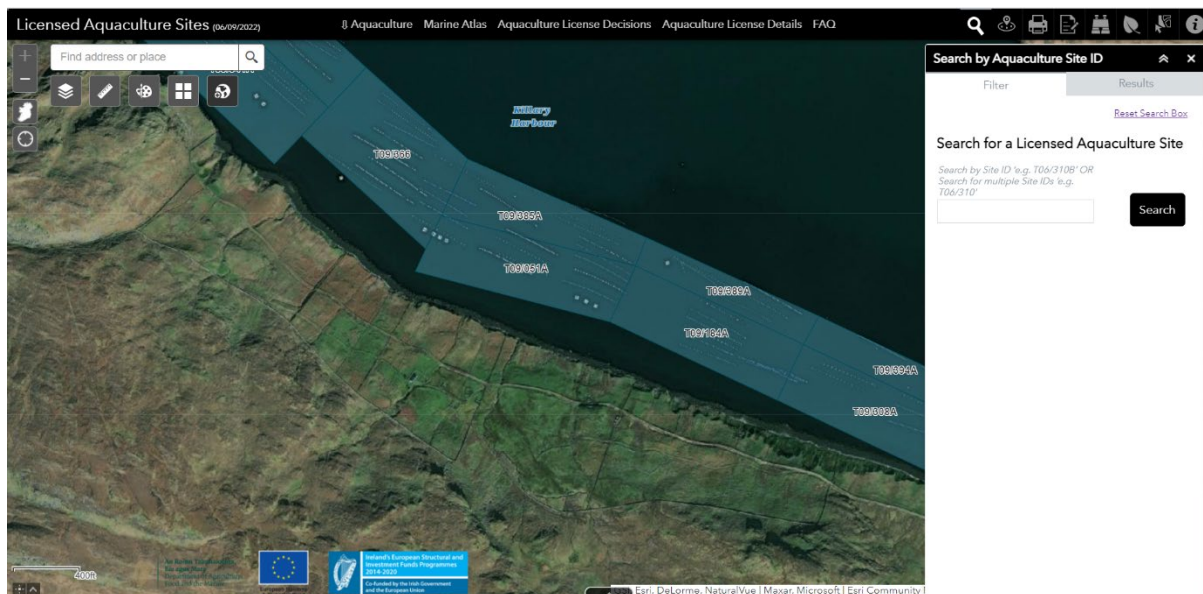 Licensed Aquaculture Sites (06/09/2022)
⇩ Aquaculture Marine Atlas Aquaculture License Decisions Aquaculture License Details FAQ
Find address or place
Killary
Harbour
T09/366
T09/385A
T09/051A
T09/389A
T09/184A
T09/394A
T09/308A
Search by Aquaculture Site ID
Filter
Results
Reset Search Box
Search for a Licensed Aquaculture Site
Search by Site ID 'e.g. T06/310B' OR
Search for multiple Site IDs 'e.g.
T06/310'
Search
400ft
Ireland's European Structural and
Investment Funds Programmes
2014-2020
Co-funded by the Irish Government
and the European Union
Esri, DeLorme, NaturalVue | Maxar, Microsoft | Esri Community